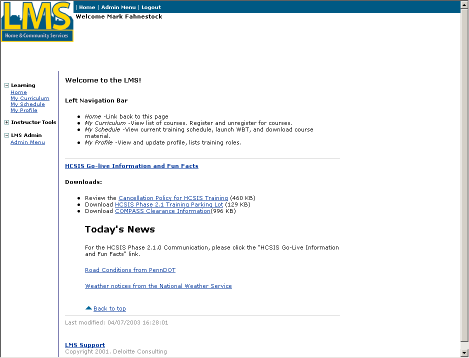 LMS
Home & Community Services
| Home | Admin Menu | Logout
Welcome Mark Fahnestock
Learning
Home
My Curriculum
My Schedule
My Profile
Instructor Tools
LMS Admin
Admin Menu
Welcome to the LMS!
Left Navigation Bar
Home -Link back to this page
My Curriculum -View list of courses. Register and unregister for courses.
My Schedule -View current training schedule, launch WBT, and download course
material.
My Profile -View and update profile, lists training roles.
HCSIS Go-live Information and Fun Facts
Downloads:
Review the Cancellation Policy for HCSIS Training (460 KB)
Download HCSIS Phase 2.1 Training Parking Lot (129 KB)
Download COMPASS Clearance Information(996 KB)
Today's News
For the HCSIS Phase 2.1.0 Communication, please click the "HCSIS Go-Live Information
and Fun Facts" link.
Road Conditions from PennDOT
Weather notices from the National Weather Service
Back to top
Last modified: 04/07/2003 16:28:01
LMS Support
Copyright 2001. Deloitte Consulting